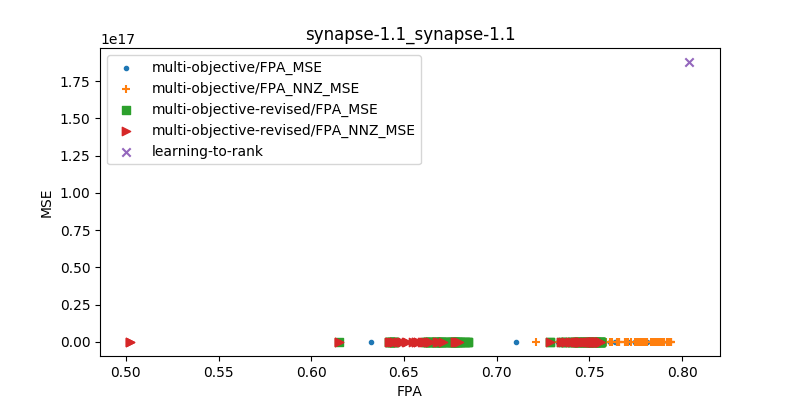 synapse-1.1_synapse-1.1
1e17
multi-objective/FPA_MSE
multi-objective/FPA_NNZ_MSE
multi-objective-revised/FPA_MSE
multi-objective-revised/FPA_NNZ_MSE
learning-to-rank
1.75
1.50
1.25
1.00
0.75
0.50
0.25
0.00
MSE
0.50 0.55 0.60 0.65 0.70 0.75 0.80
FPA